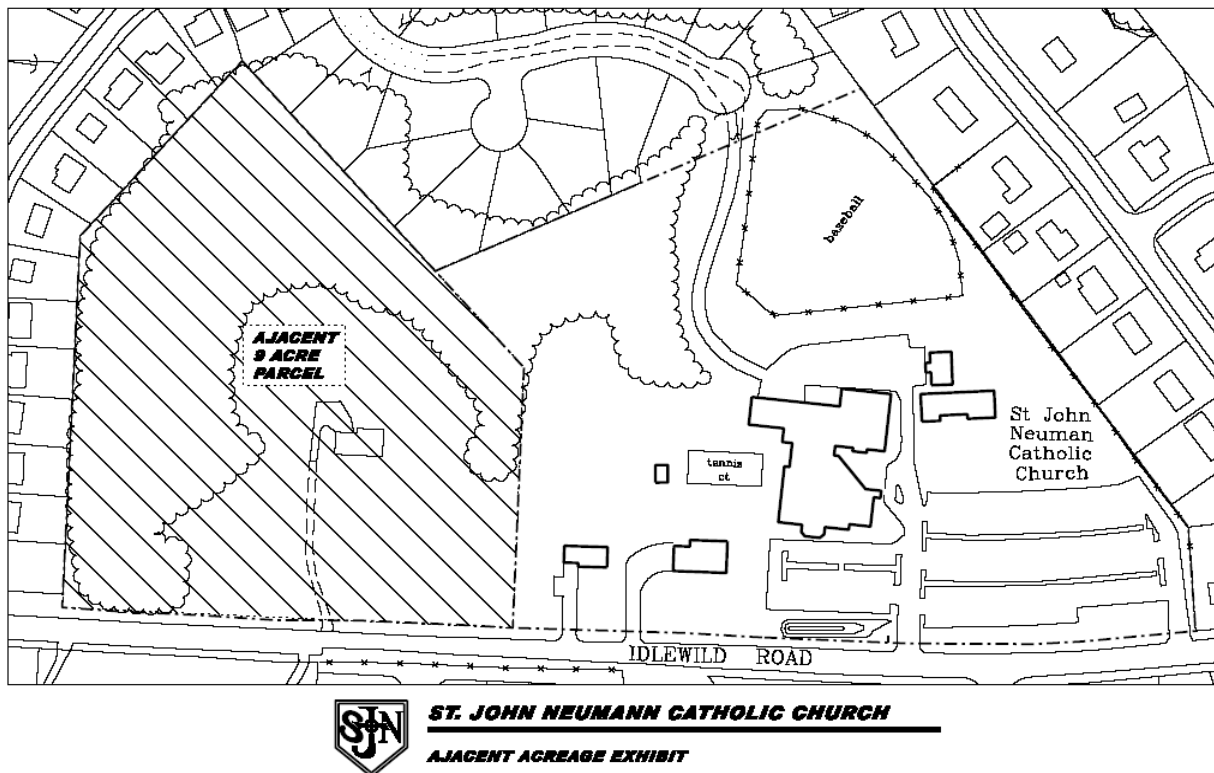 baseball
AJACENT
9 ACRE
PARCEL
St John
Neuman
Catholic
Church
tennis
ct
IDLEWILD ROAD
SJN
ST. JOHN NEUMANN CATHOLIC CHURCH
AJACENT ACREAGE EXHIBIT